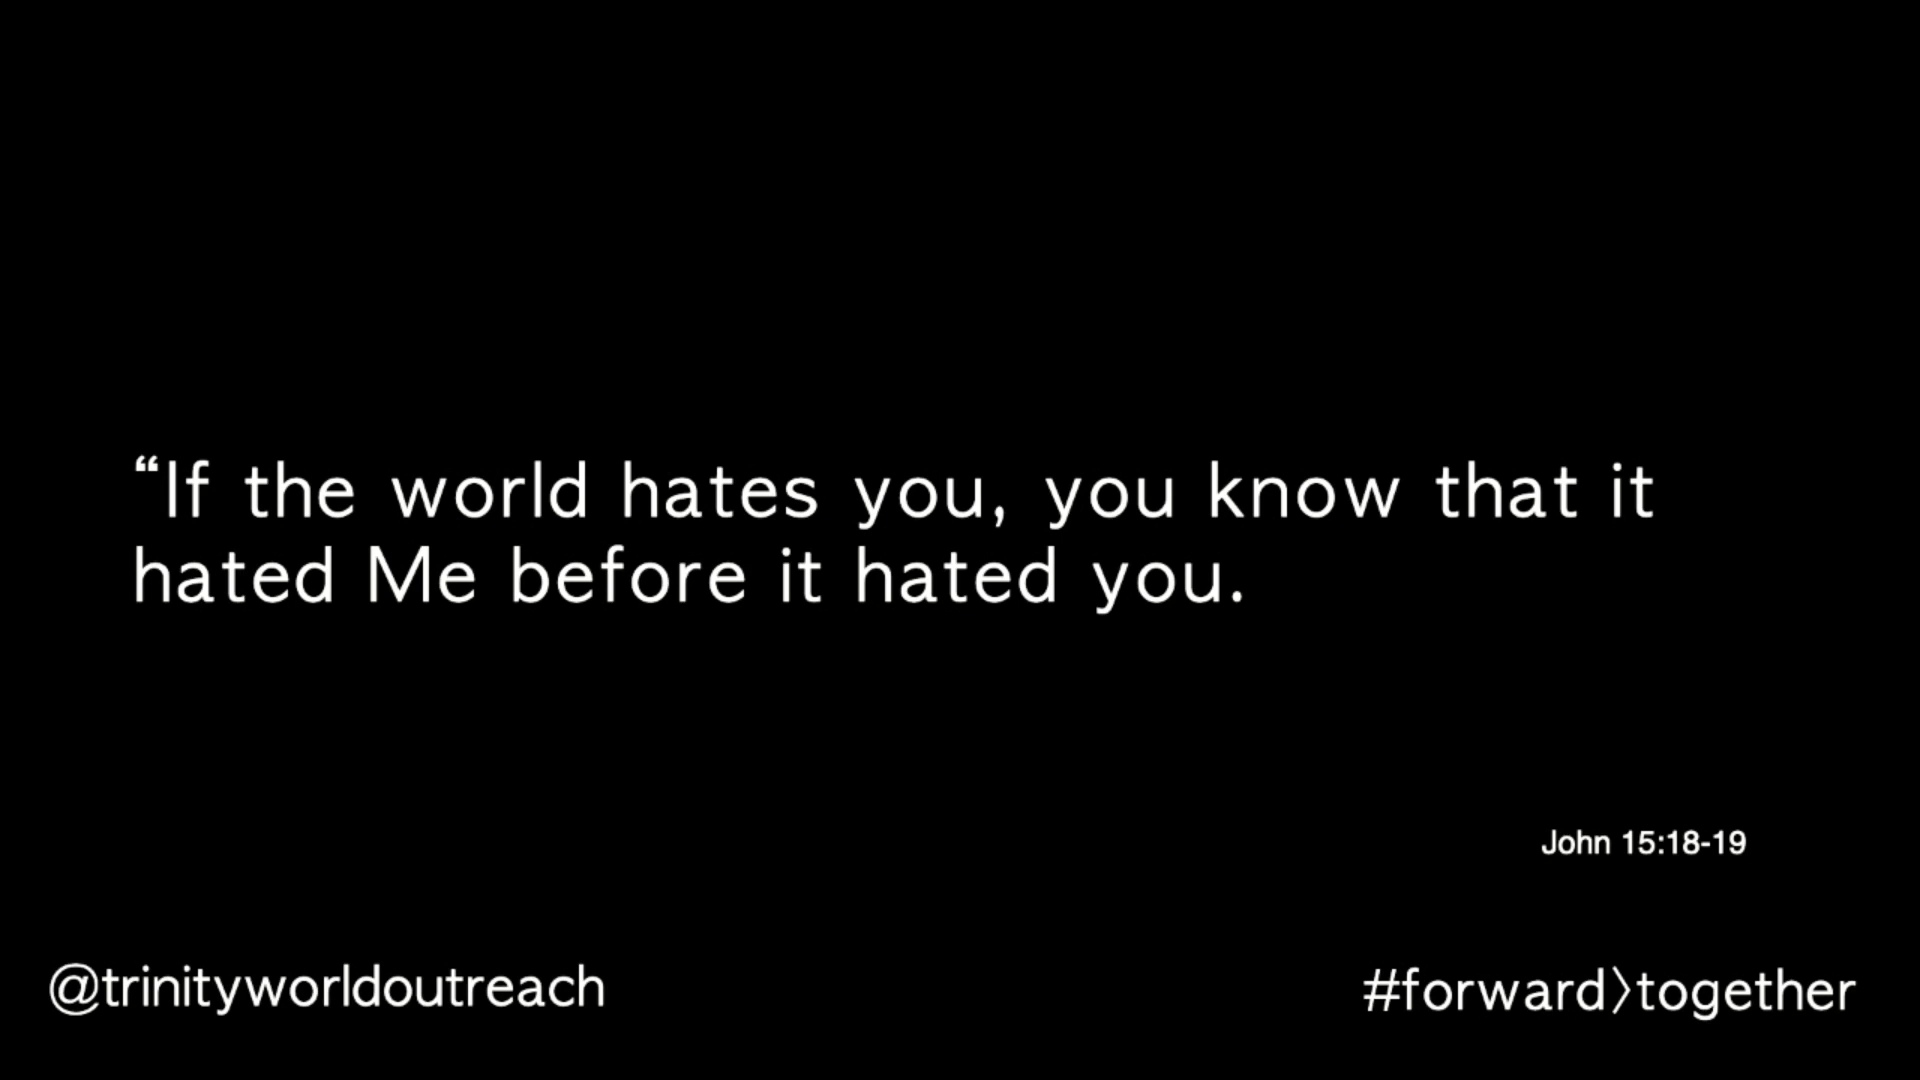 “If the world hates you, you know that it
hated Me before it hated you.
John 15:18-19
@trinityworldoutreach
#forward〉together